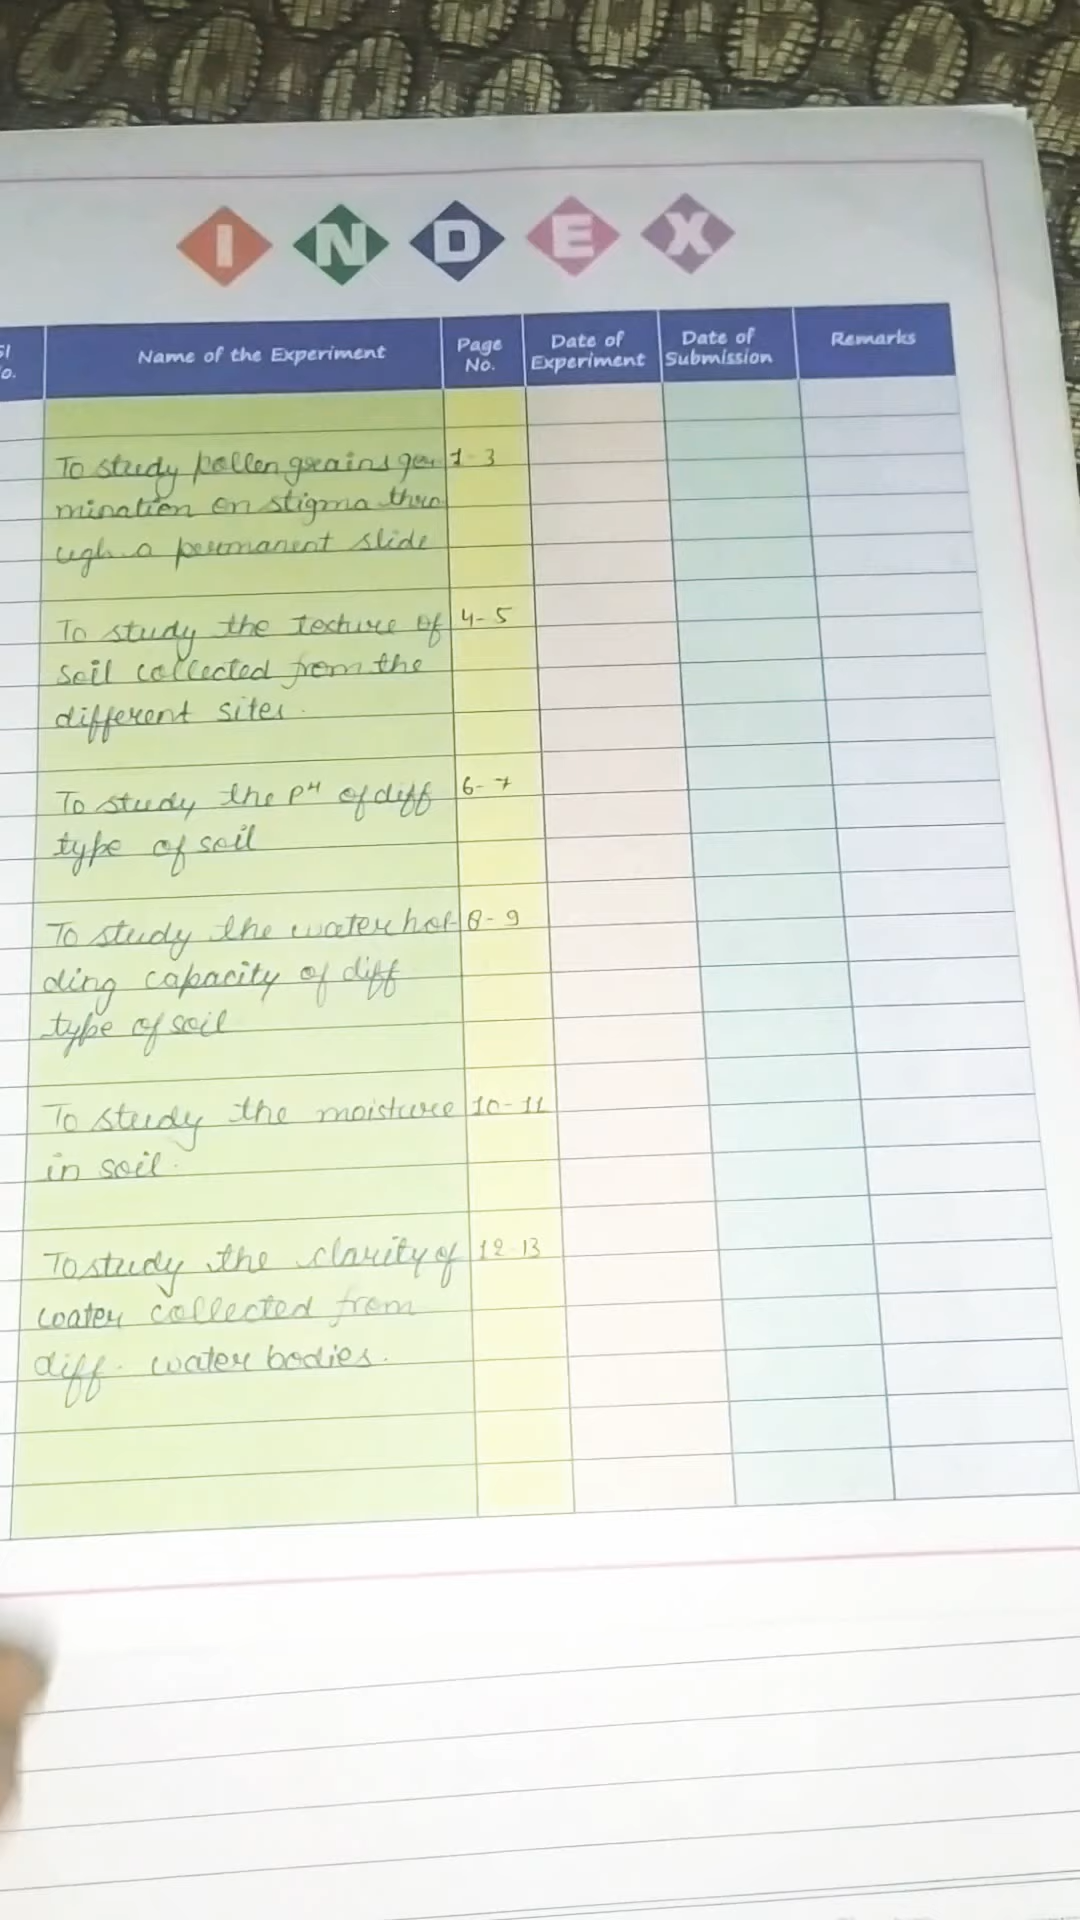 INDEX
Sl No.
Name of the Experiment
Page No.
Date of Experiment
Date of Submission
Remarks
To study pollen grains ger 1-3
mination on stigma thro
ugh a permanent slide
To study the texture of 4-5
soil collected from the
different sites.
To study the pH of diff 6-7
type of soil
To study the water hol- 8-9
ding capacity of diff
type of soil
To study the moisture 10-11
in soil.
To study the clarity of 12-13
water collected from
diff. water bodies.